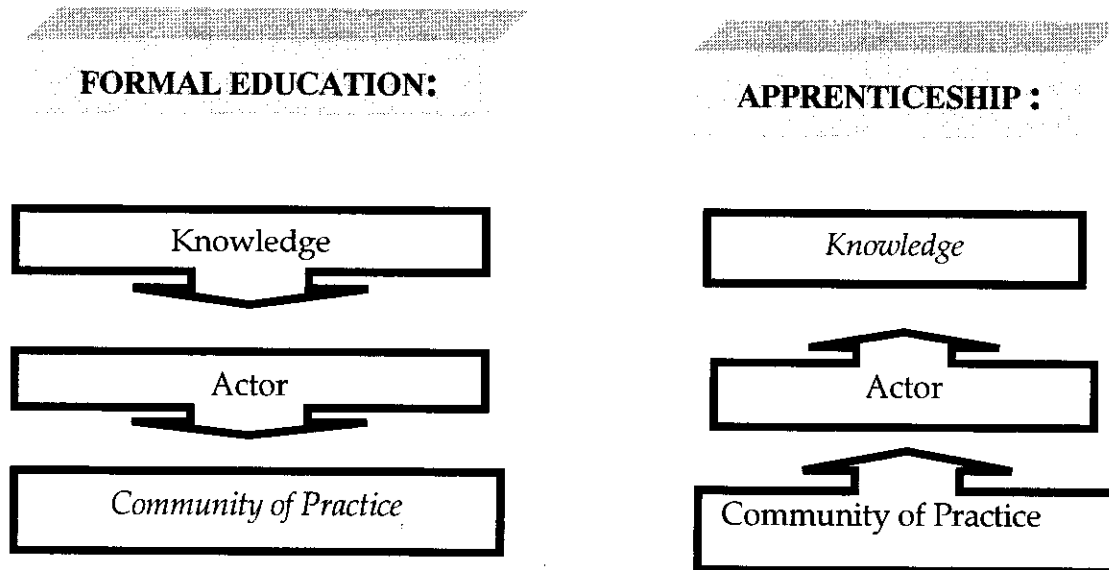 FORMAL EDUCATION:
Knowledge
Actor
Community of Practice
APPRENTICESHIP :
Knowledge
Actor
Community of Practice